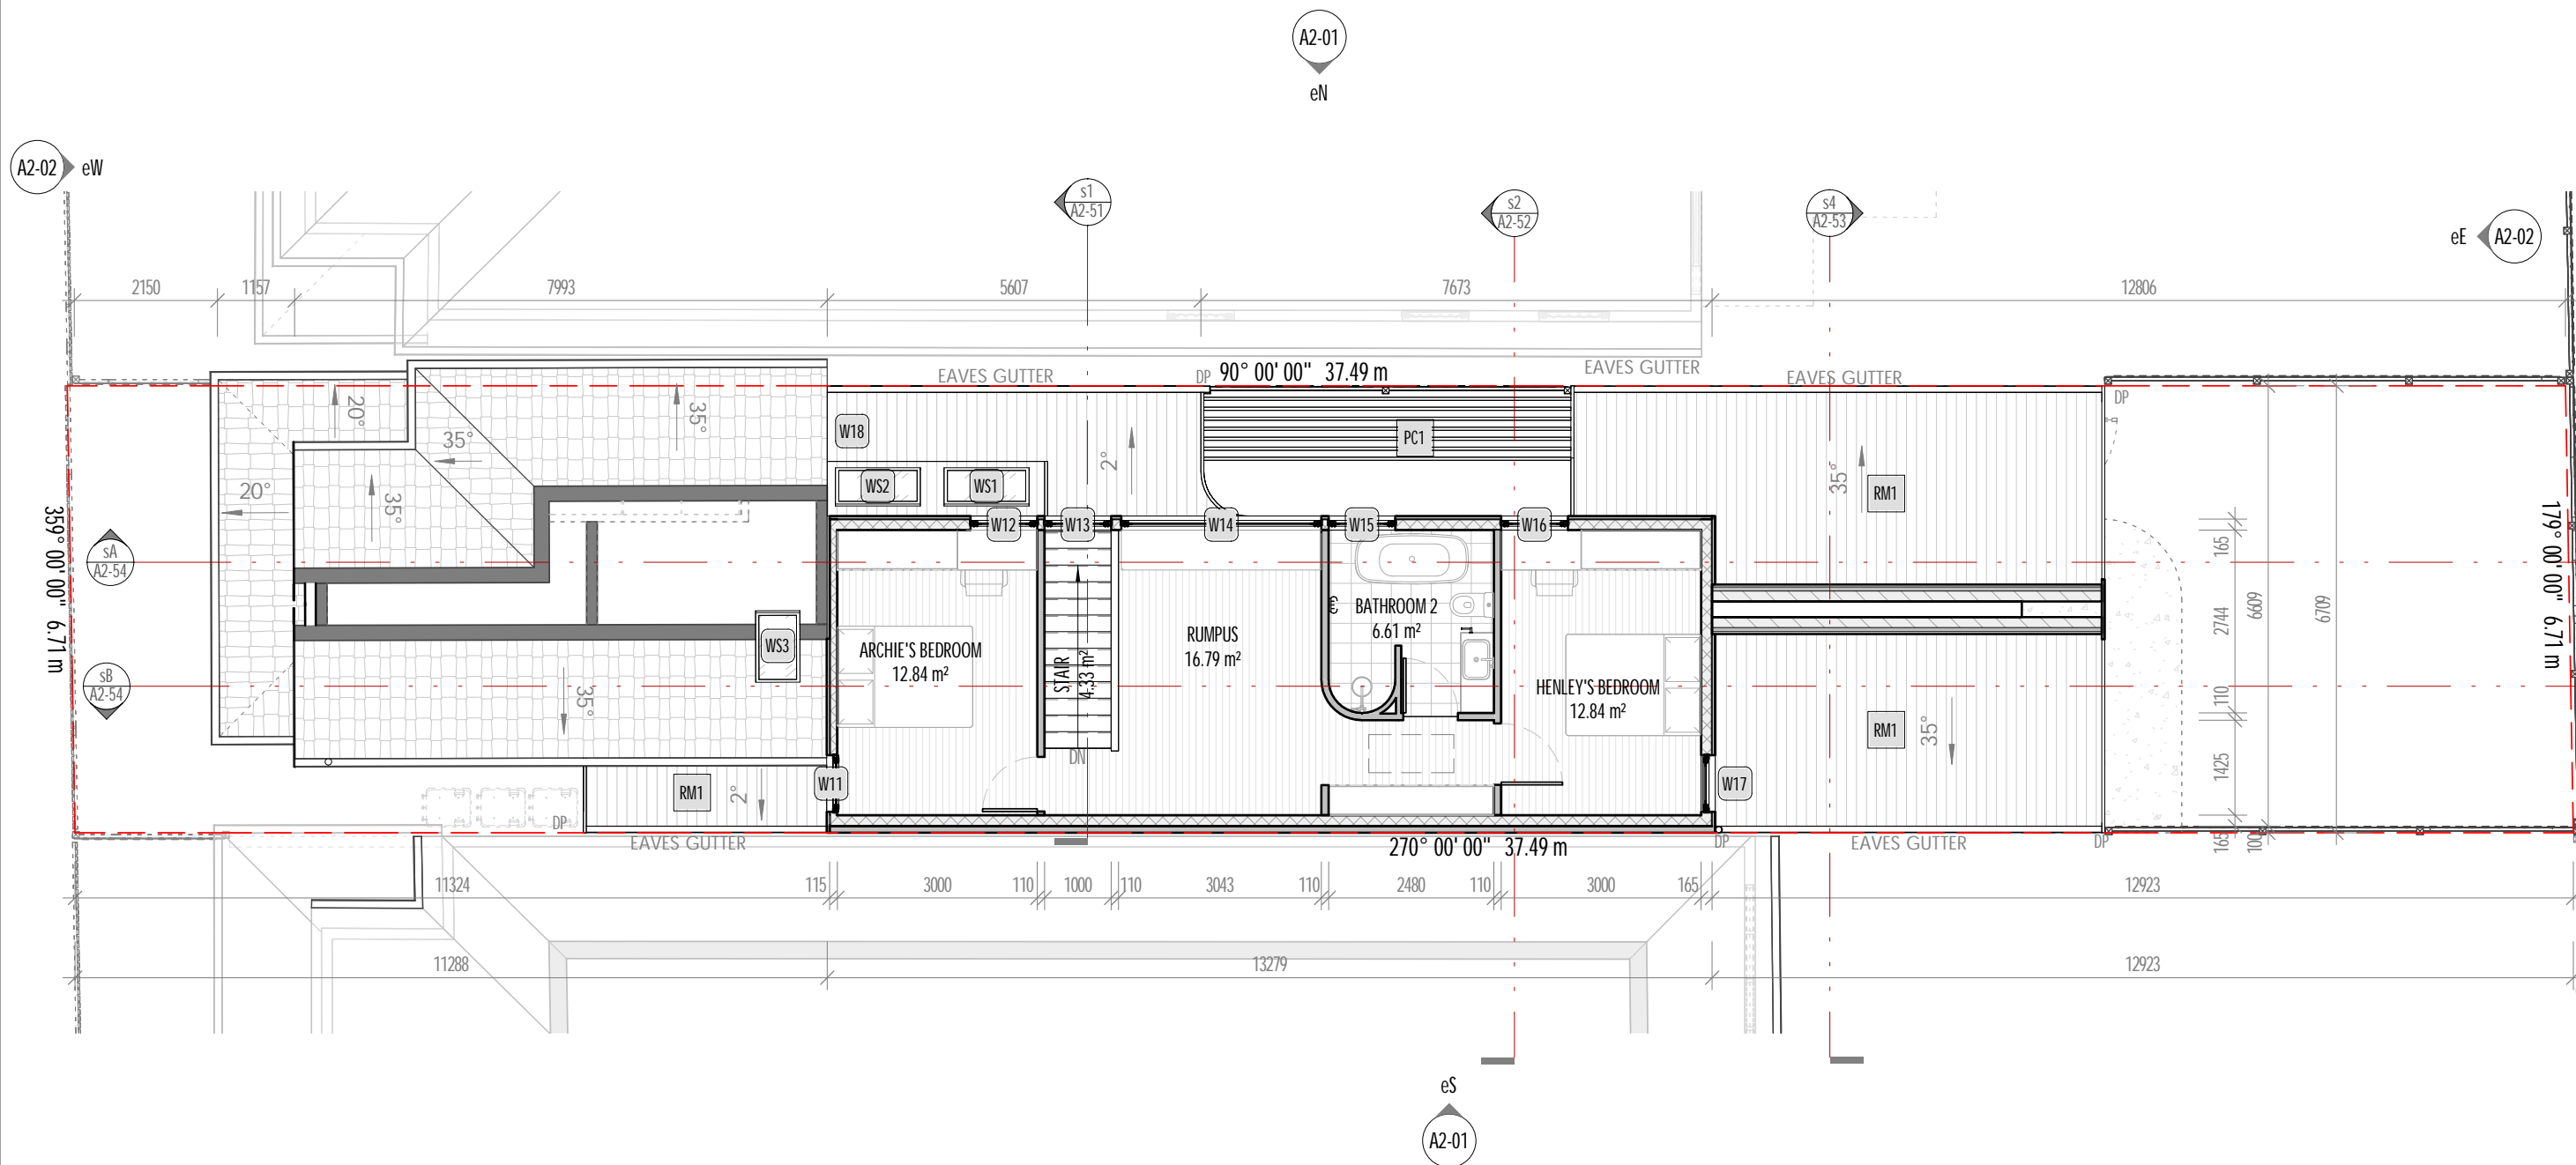 A2-01
eN
A2-02 eW
s1
A2-51
s2
A2-52
s4
A2-53
eE A2-02
2150 1157 7993 5607 7673 12806
EAVES GUTTER
DP
90° 00' 00" 37.49 m
EAVES GUTTER
EAVES GUTTER
DP
20°
35°
35°
35°
20°
W18
2°
PC1
35°
RM1
WS2
WS1
W12
W13
W14
W15
W16
359° 00' 00" 6.71 m
179° 00' 00" 6.71 m
sA
A2-54
sB
A2-54
165
2744
6609
6709
110
1425
165
100
WS3
ARCHIE'S BEDROOM
12.84 m²
STAIR
4.33 m²
DN
RUMPUS
16.79 m²
BATHROOM 2
6.61 m²
HENLEY'S BEDROOM
12.84 m²
35°
RM1
35°
RM1
2°
W11
W17
DP
EAVES GUTTER
270° 00' 00" 37.49 m
DP
EAVES GUTTER
DP
11324 115 3000 110 1000 110 3043 110 2480 110 3000 165 12923
11288 13279 12923
eS
A2-01